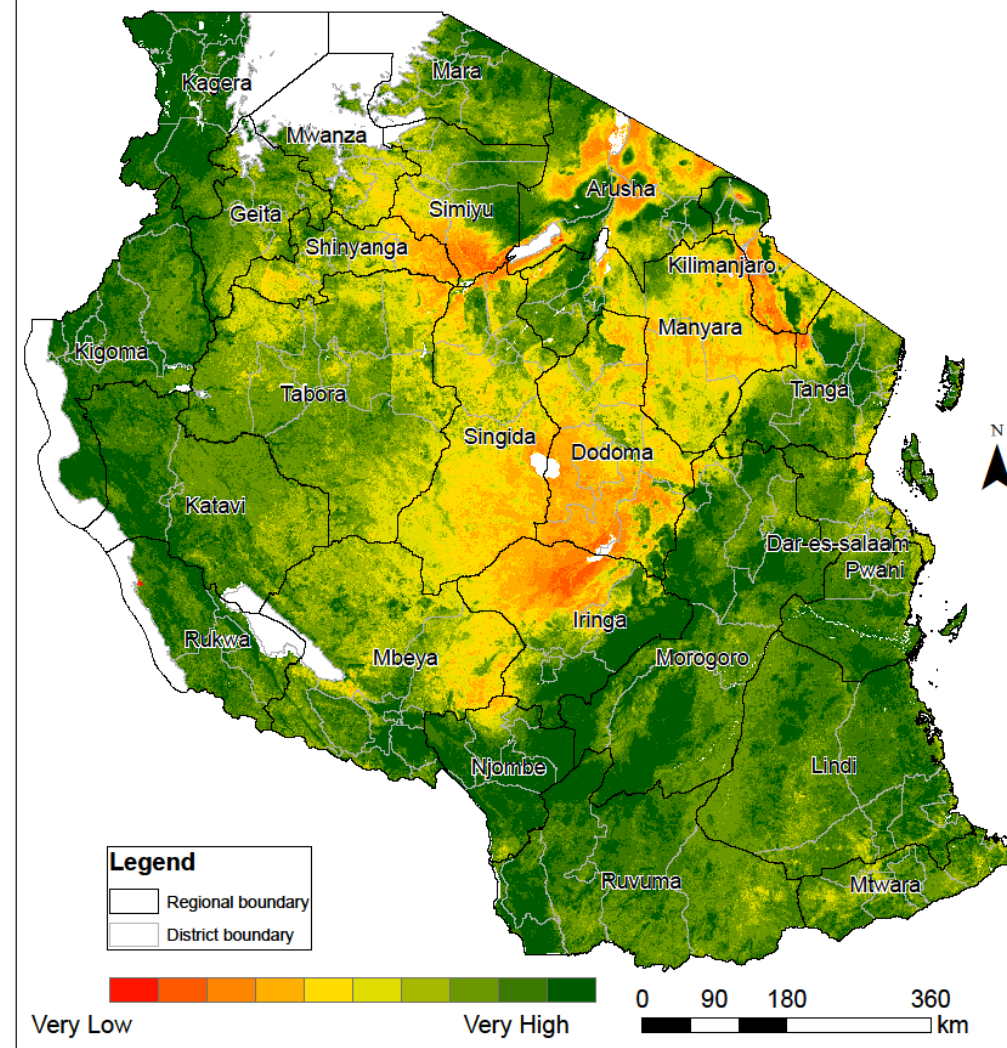 Kagera
Mara
Mwanza
Arusha
Geita
Simiyu
Shinyanga
Kilimanjaro
Manyara
Kigoma
Tabora
Tanga
Singida
Dodoma
N
Katavi
Dar-es-salaam
Pwani
Iringa
Rukwa
Mbeya
Morogoro
Njombe
Lindi
Ruvuma
Mtwara
Legend
Regional boundary
District boundary
0 90 180 360
km
Very Low Very High